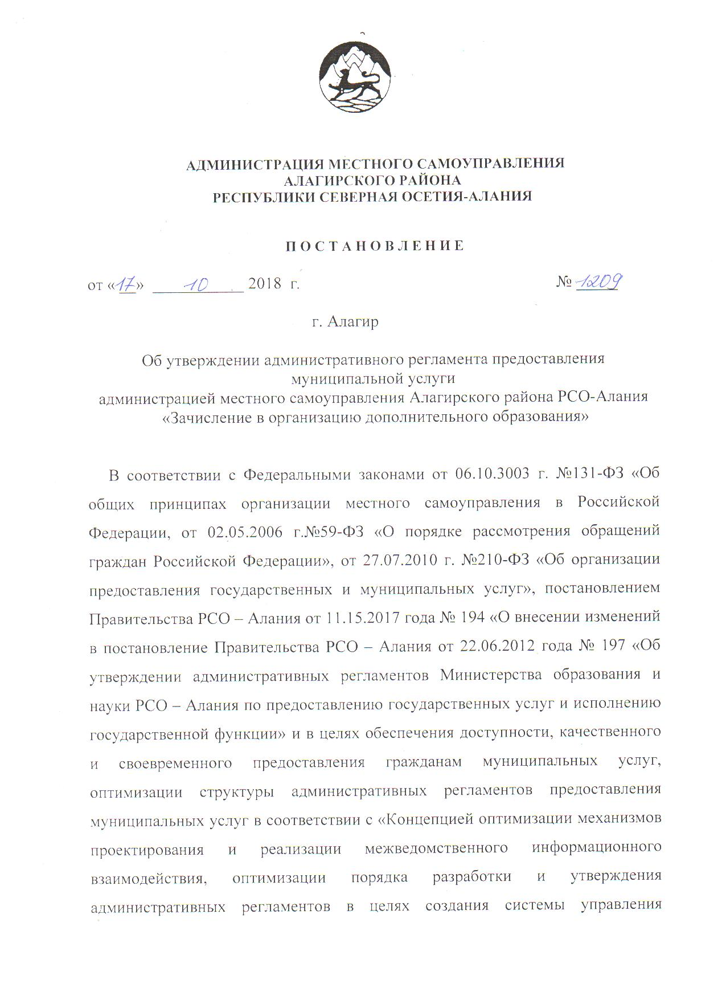 АДМИНИСТРАЦИЯ МЕСТНОГО САМОУПРАВЛЕНИЯ
АЛАГИРСКОГО РАЙОНА
РЕСПУБЛИКИ СЕВЕРНАЯ ОСЕТИЯ-АЛАНИЯ
П О С Т А Н О В Л Е Н И Е
от «17» 10 2018 г. № 1209
г. Алагир
Об утверждении административного регламента предоставления
муниципальной услуги
администрацией местного самоуправления Алагирского района РСО-Алания
«Зачисление в организацию дополнительного образования»
В соответствии с Федеральными законами от 06.10.3003 г. №131-ФЗ «Об
общих принципах организации местного самоуправления в Российской
Федерации, от 02.05.2006 г.№59-ФЗ «О порядке рассмотрения обращений
граждан Российской Федерации», от 27.07.2010 г. №210-ФЗ «Об организации
предоставления государственных и муниципальных услуг», постановлением
Правительства РСО – Алания от 11.15.2017 года № 194 «О внесении изменений
в постановление Правительства РСО – Алания от 22.06.2012 года № 197 «Об
утверждении административных регламентов Министерства образования и
науки РСО – Алания по предоставлению государственных услуг и исполнению
государственной функции» и в целях обеспечения доступности, качественного
и своевременного предоставления гражданам муниципальных услуг,
оптимизации структуры административных регламентов предоставления
муниципальных услуг в соответствии с «Концепцией оптимизации механизмов
проектирования и реализации межведомственного информационного
взаимодействия, оптимизации порядка разработки и утверждения
административных регламентов в целях создания системы управления